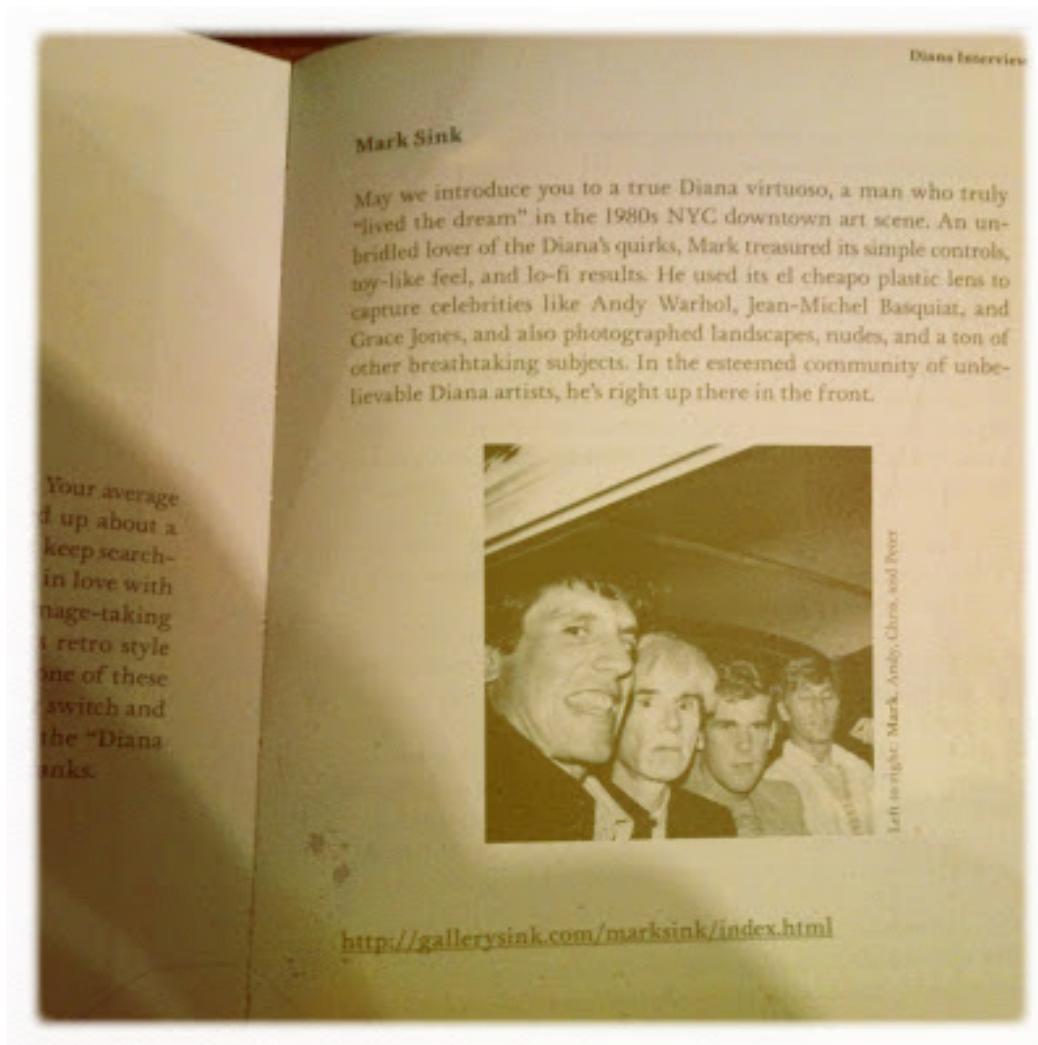 Your average
d up about a
keep search-
in love with
mage-taking
s retro style
one of these
switch and
the “Diana
anks.
Diana Interview
Mark Sink
May we introduce you to a true Diana virtuoso, a man who truly
“lived the dream” in the 1980s NYC downtown art scene. An un-
bridled lover of the Diana’s quirks, Mark treasured its simple controls,
toy-like feel, and lo-fi results. He used its el cheapo plastic lens to
capture celebrities like Andy Warhol, Jean-Michel Basquiat, and
Grace Jones, and also photographed landscapes, nudes, and a ton of
other breathtaking subjects. In the esteemed community of unbe-
lievable Diana artists, he’s right up there in the front.
Left to right: Mark, Andy, Chris, and Peter
http://gallerysink.com/marksink/index.html